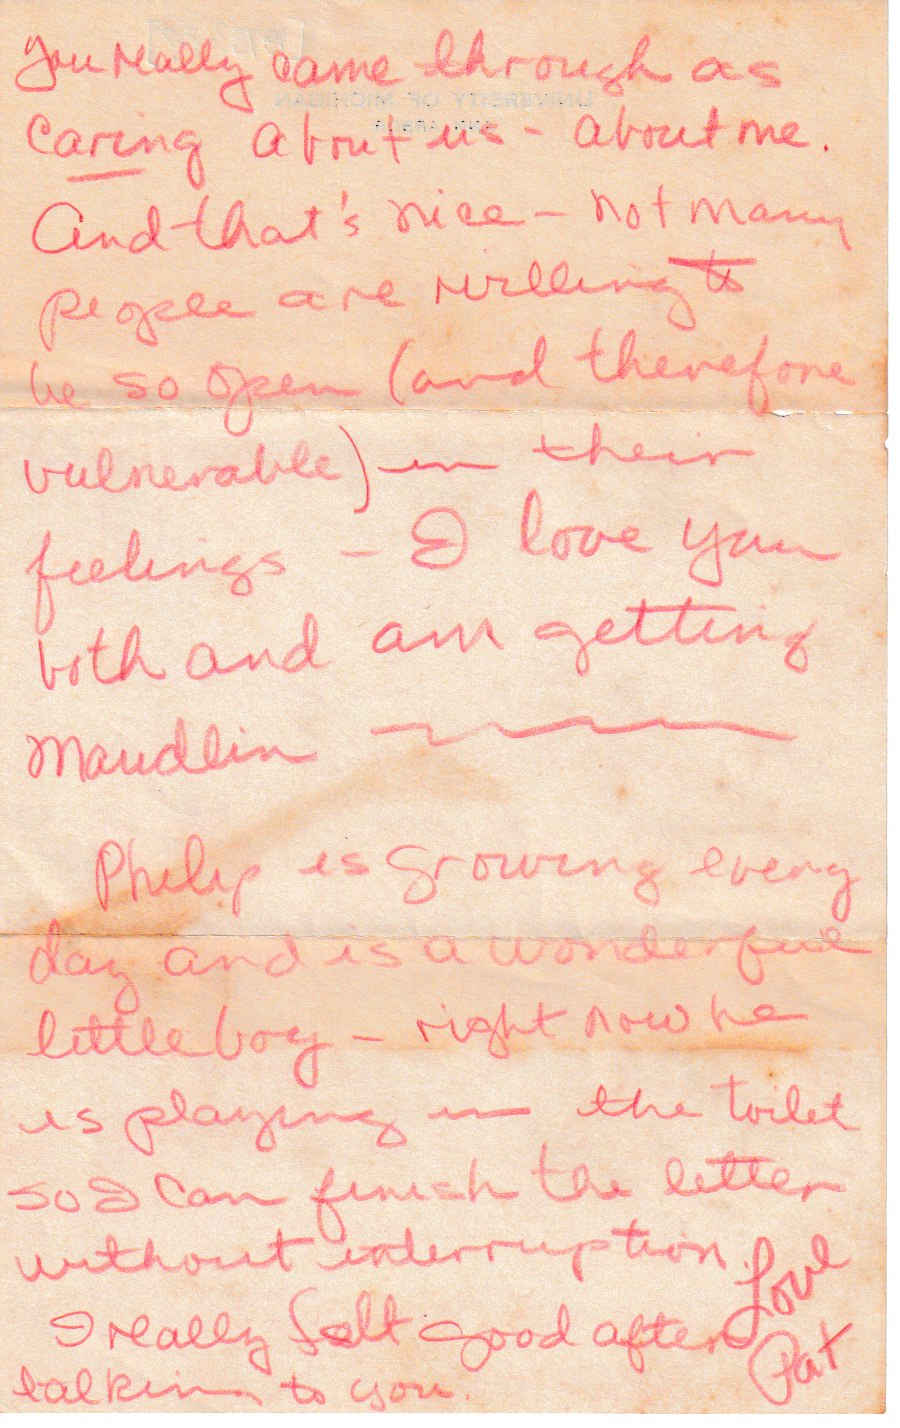 You really came through as
UNIVERSITY OF MICHIGAN
caring about us - about me.
And that's nice - not many
people are willing to
be so open (and therefore
vulnerable) in their
feelings - I love you
both and am getting
Maudlin
Philip is growing every
day and is a wonderful
little boy - right now he
is playing in the toilet
so I can finish the letter
without interruption.
I really felt good after
talking to you.
Love
Pat